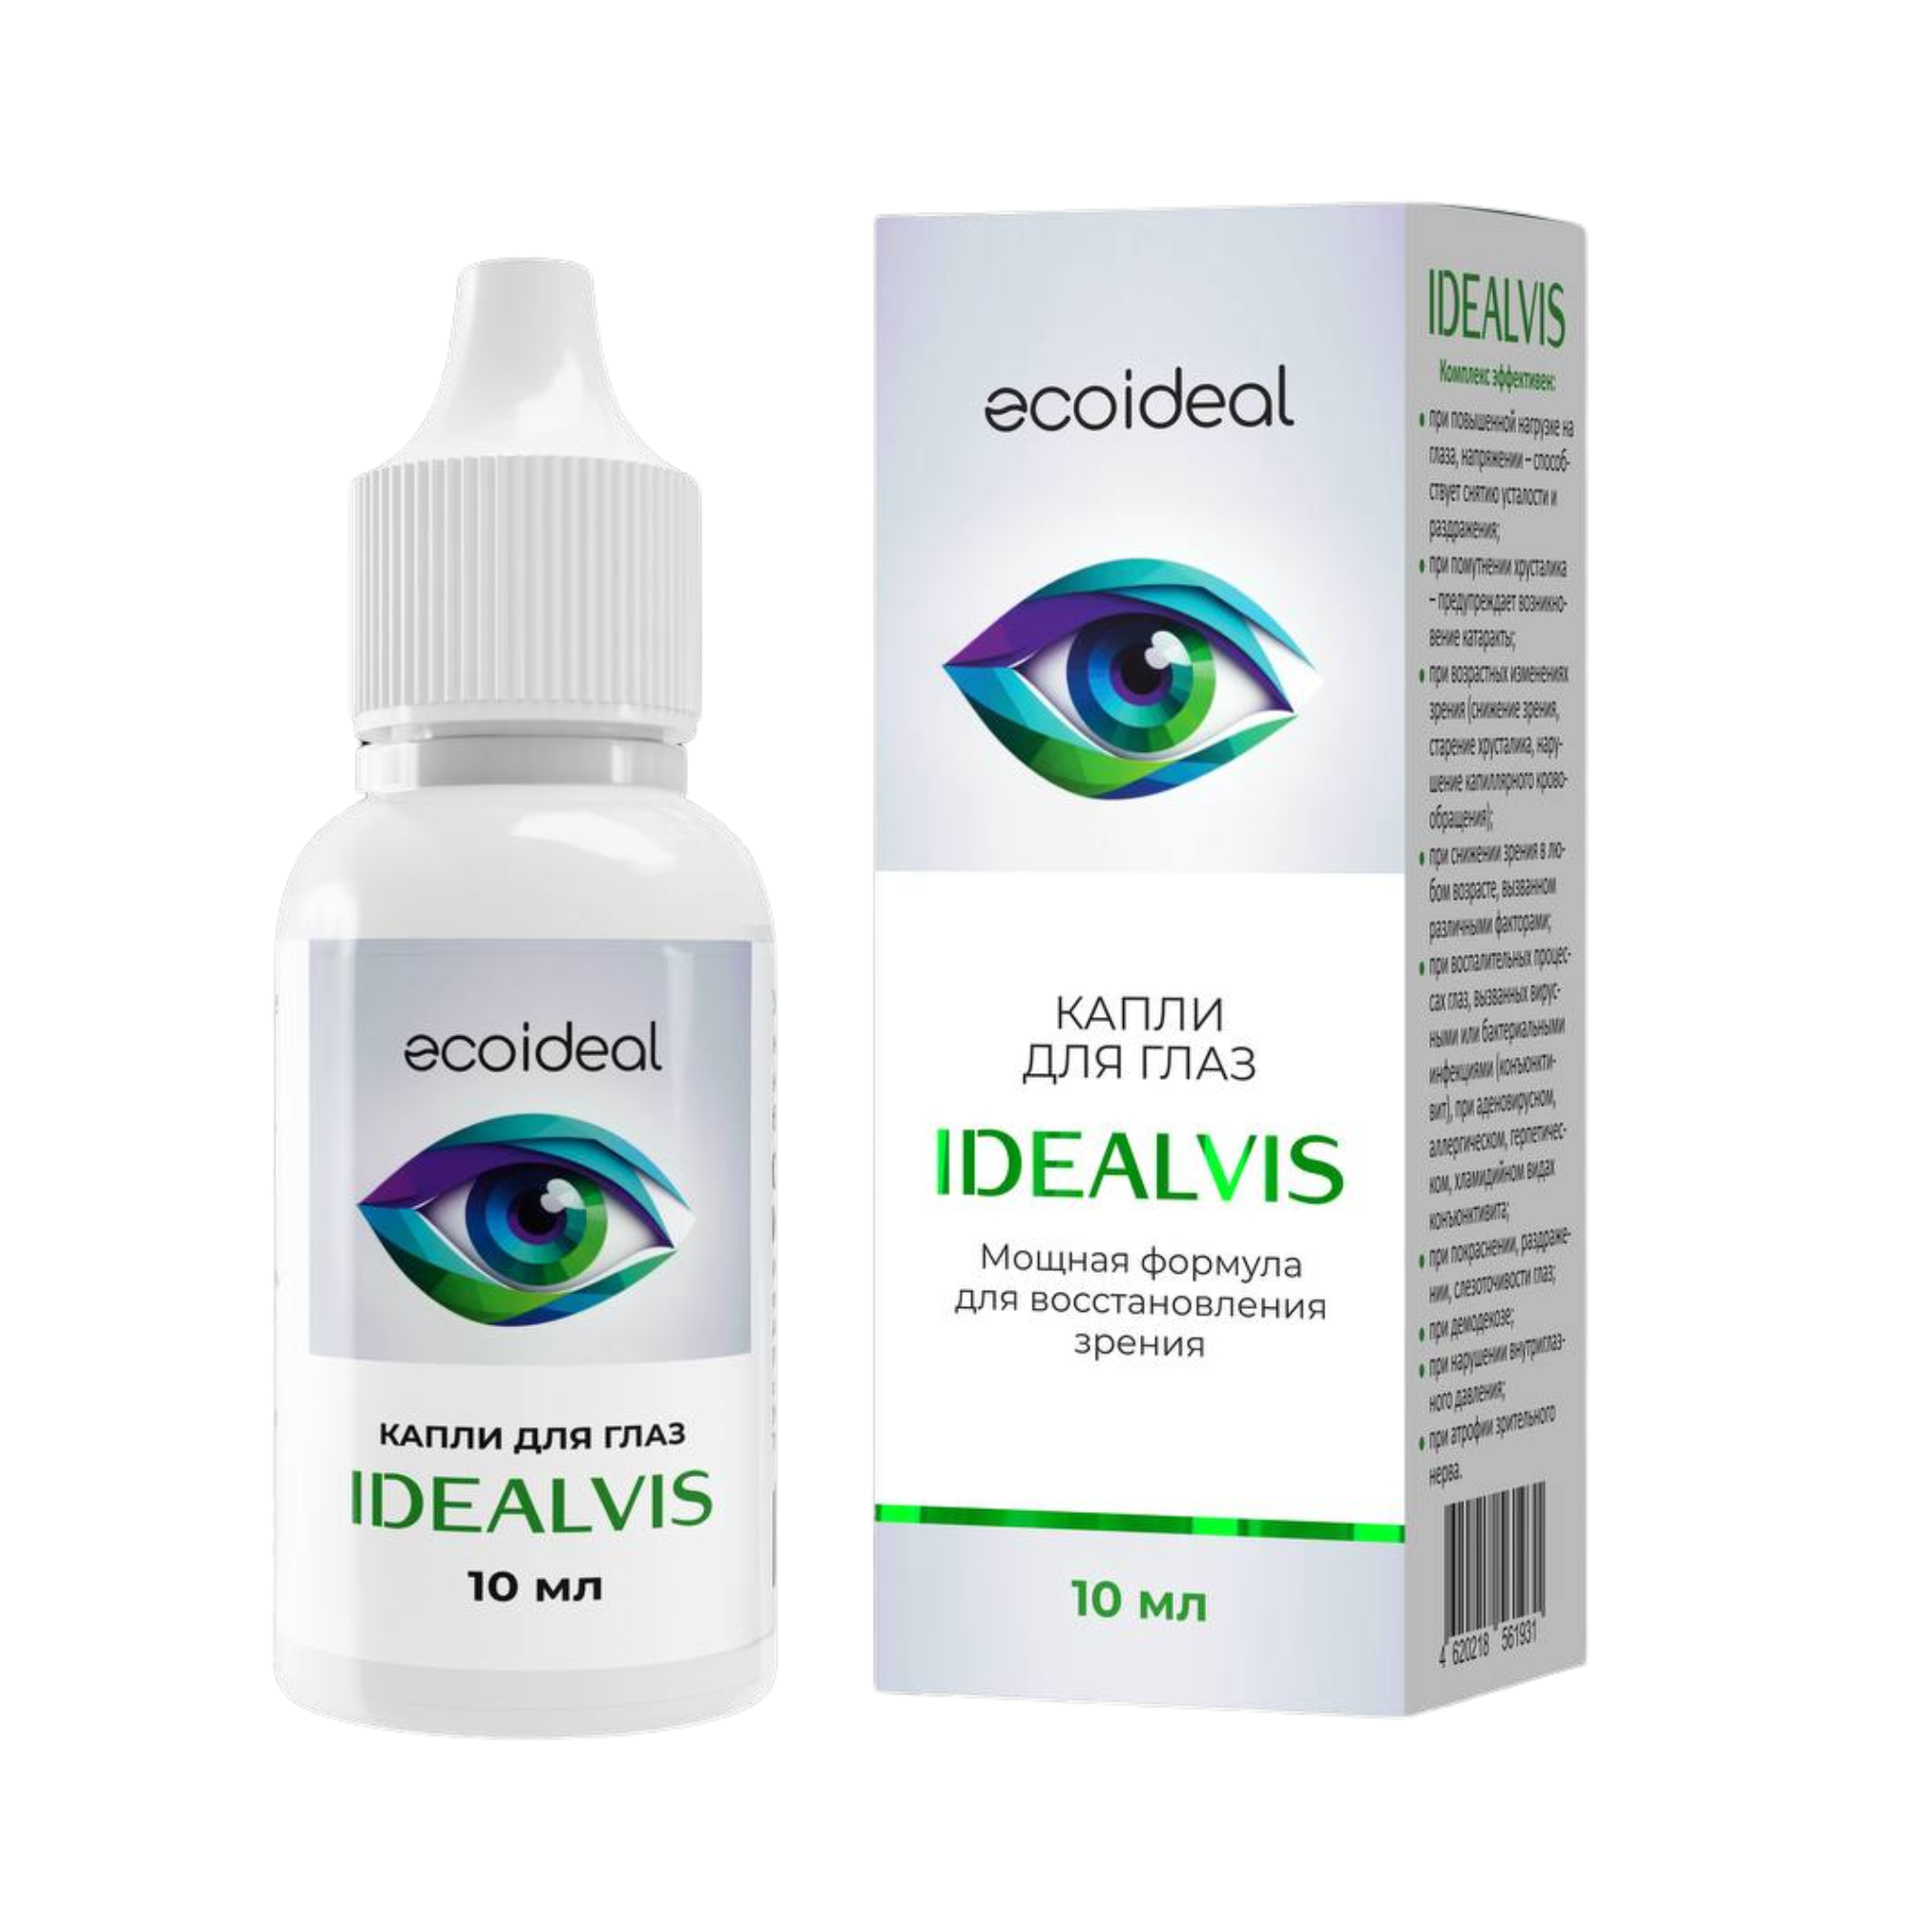 ecoideal
КАПЛИ ДЛЯ ГЛАЗ
IDEALVIS
10 мл
ecoideal
КАПЛИ
ДЛЯ ГЛАЗ
IDEALVIS
Мощная формула
для восстановления
зрения
10 мл
IDEALVIS
Комплекс эффективен:
• при повышенной нагрузке на
глаза, напряжении – способ-
ствует снятию усталости и
раздражения;
• при помутнении хрусталика
– предупреждает возникно-
вение катаракты;
• при возрастных изменениях
зрения (снижение зрения,
старение хрусталика, нару-
шение капиллярного крово-
обращения);
• при снижении зрения в лю-
бом возрасте, вызванном
различными факторами;
• при воспалительных процес-
сах глаз, вызванных вирус-
ными или бактериальными
инфекциями (конъюнкти-
вит), при аденовирусном,
аллергическом, герпетичес-
ком, хламидийном видах
конъюнктивита;
• при покраснении, раздраже-
нии, слезоточивости глаз;
• при демодекозе;
• при нарушении внутриглаз-
ного давления;
• при атрофии зрительного
нерва.
4 620218 561931